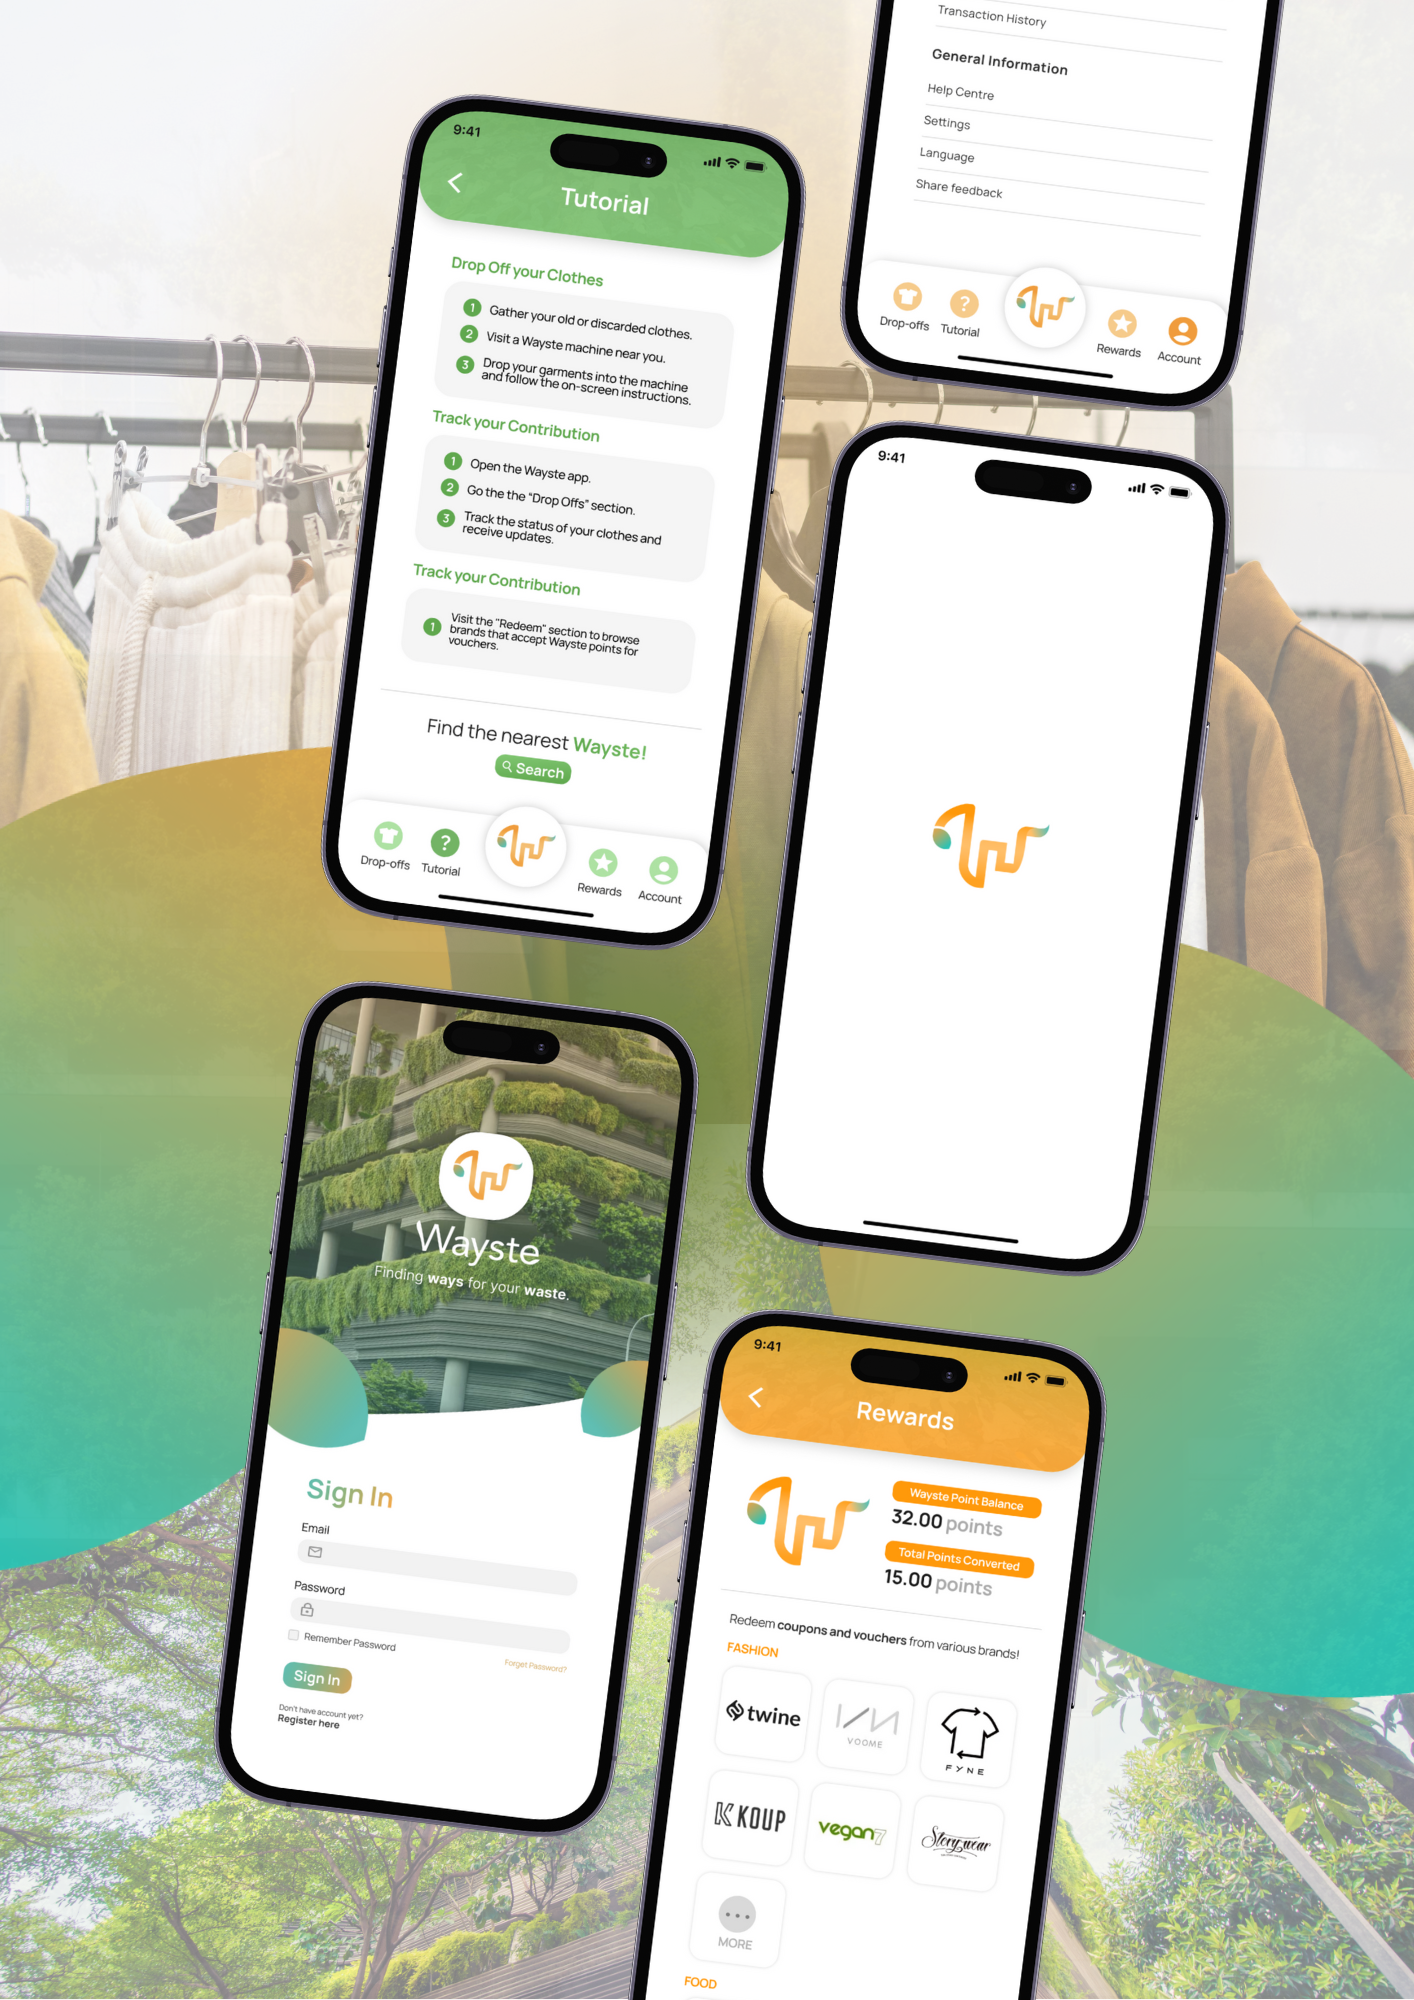 Transaction History
General Information
Help Centre
Settings
Language
Share feedback
Drop-offs
Tutorial
Rewards
Account
9:41
Tutorial
Drop Off your Clothes
1 Gather your old or discarded clothes.
2 Visit a Wayste machine near you.
3 Drop your garments into the machine
and follow the on-screen instructions.
Track your Contribution
1 Open the Wayste app.
2 Go the the “Drop Offs” section.
3 Track the status of your clothes and
receive updates.
Track your Contribution
1 Visit the "Redeem" section to browse
brands that accept Wayste points for
vouchers.
Find the nearest Wayste!
Search
Drop-offs
Tutorial
Rewards
Account
9:41
Wayste
Finding ways for your waste.
Sign In
Email
Password
Remember Password
Forget Password?
Sign In
Don't have account yet?
Register here
9:41
Rewards
Wayste Point Balance
32.00 points
Total Points Converted
15.00 points
Redeem coupons and vouchers from various brands!
FASHION
twine
VOOME
FYNE
KOUP
vegan7
Storywear
MORE
FOOD